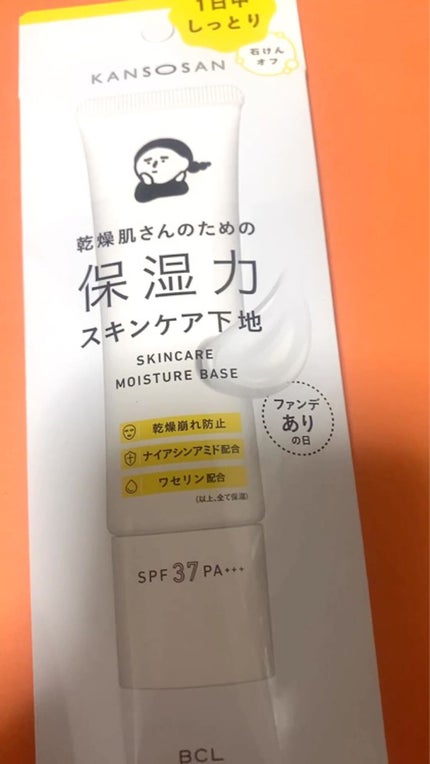 1日中
しっとり
石けん
オフ
KANSOSAN
乾燥肌さんのための
保湿力
スキンケア下地
SKINCARE
MOISTURE BASE
ファンデ
あり
の日
乾燥崩れ防止
ナイアシンアミド配合
ワセリン配合
(以上、全て保湿)
SPF 37 PA+++
BCL